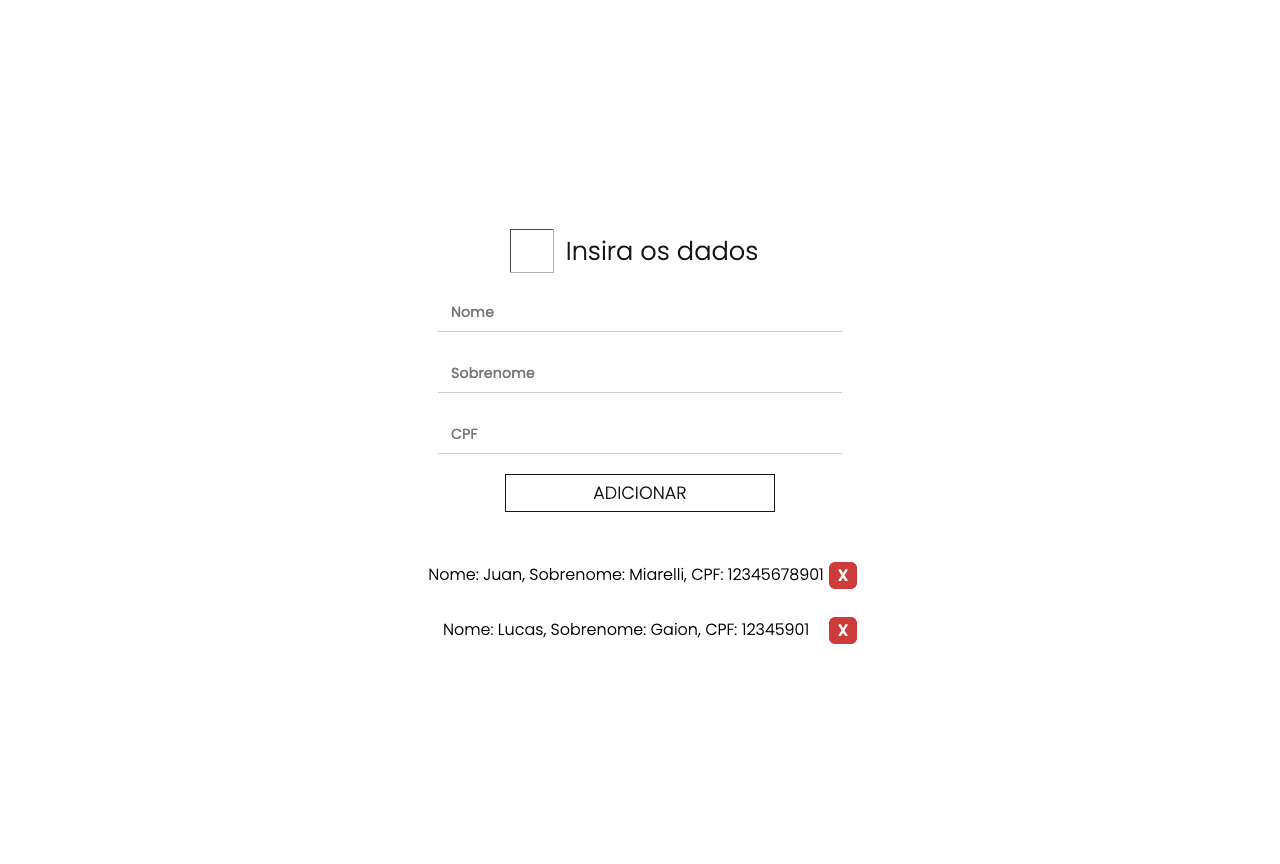 Insira os dados
Nome
Sobrenome
CPF
ADICIONAR
Nome: Juan, Sobrenome: Miarelli, CPF: 12345678901 X
Nome: Lucas, Sobrenome: Gaion, CPF: 12345901 X